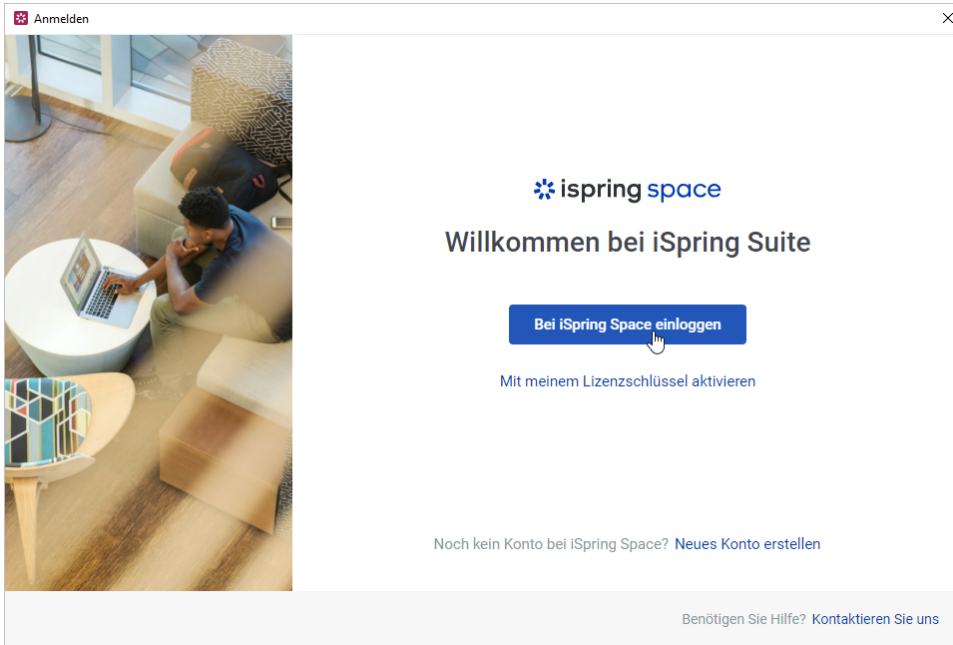 Anmelden
ispring space
Willkommen bei iSpring Suite
Bei iSpring Space einloggen
Mit meinem Lizenzschlüssel aktivieren
Noch kein Konto bei iSpring Space? Neues Konto erstellen
Benötigen Sie Hilfe? Kontaktieren Sie uns